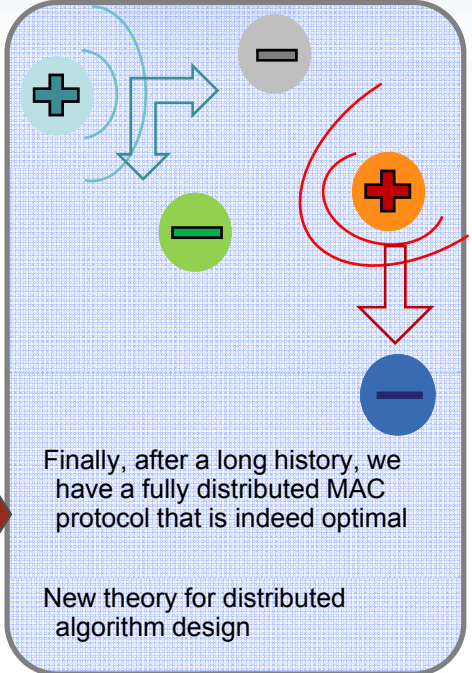 Finally, after a long history, we
have a fully distributed MAC
protocol that is indeed optimal
New theory for distributed
algorithm design